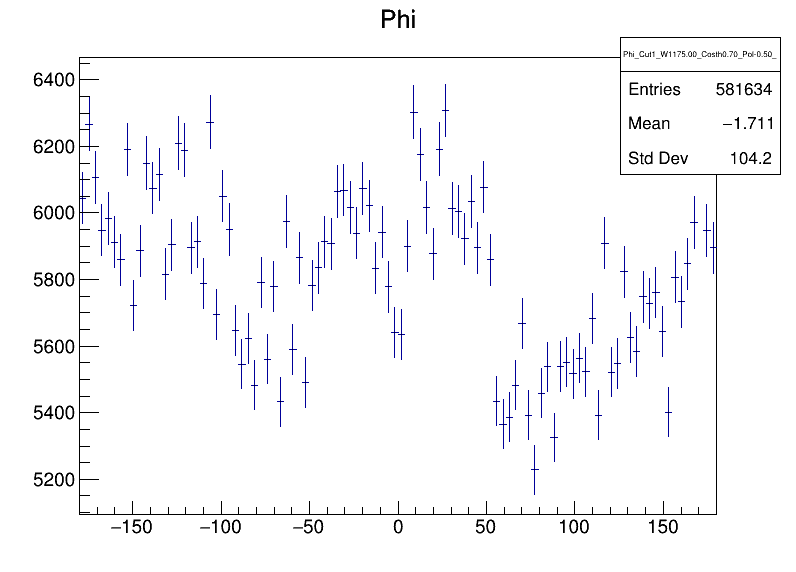 Phi
Phi_Cut1_W1175.00_Costh0.70_Pol-0.50_
Entries 581634
Mean −1.711
Std Dev 104.2
6400
6200
6000
5800
5600
5400
5200
−150 −100 −50 0 50 100 150